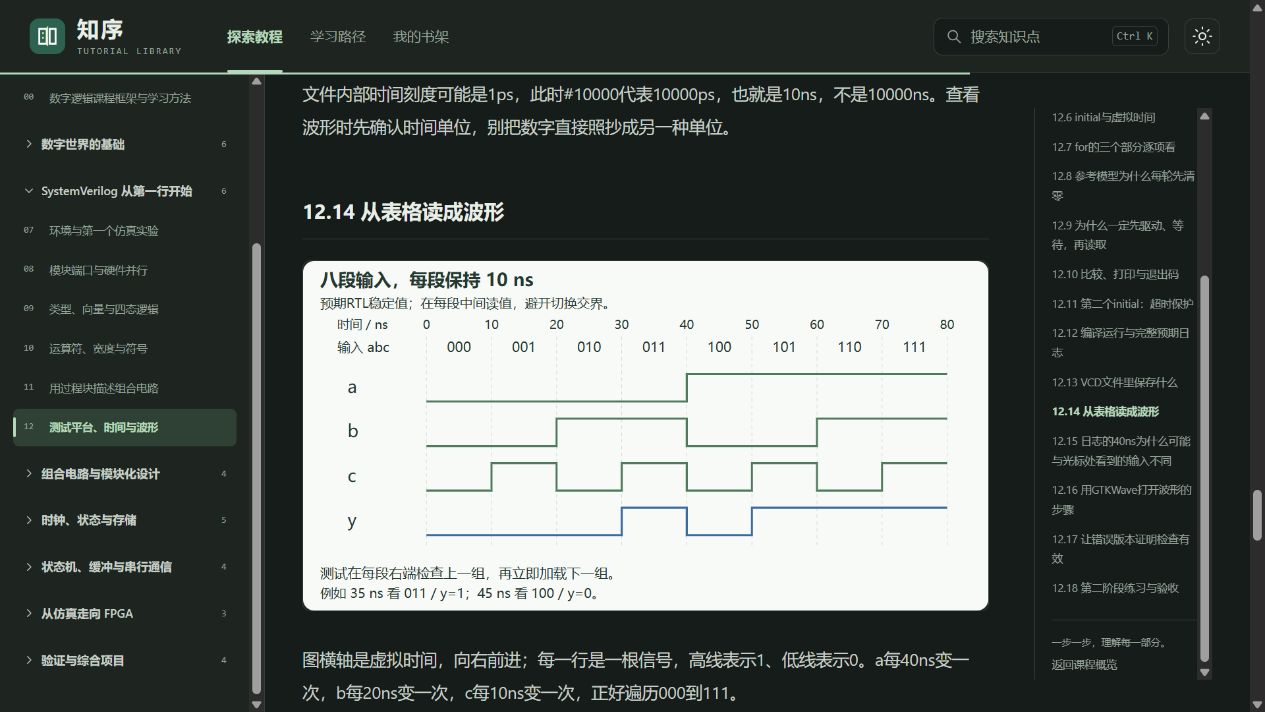 知序
TUTORIAL LIBRARY
探索教程
学习路径
我的书架
搜索知识点
Ctrl K
00 数字逻辑课程框架与学习方法
数字世界的基础 6
SystemVerilog 从第一行开始 6
07 环境与第一个仿真实验
08 模块端口与硬件并行
09 类型、向量与四态逻辑
10 运算符、宽度与符号
11 用过程块描述组合电路
12 测试平台、时间与波形
组合电路与模块化设计 4
时钟、状态与存储 5
状态机、缓冲与串行通信 4
从仿真走向 FPGA 3
验证与综合项目 4
文件内部时间刻度可能是1ps，此时#10000代表10000ps，也就是10ns，不是10000ns。查看
波形时先确认时间单位，别把数字直接照抄成另一种单位。
12.14 从表格读成波形
八段输入，每段保持 10 ns
预期RTL稳定值；在每段中间读值，避开切换交界。
时间 / ns 0 10 20 30 40 50 60 70 80
输入 abc 000 001 010 011 100 101 110 111
a
b
c
y
测试在每段右端检查上一组，再立即加载下一组。
例如 35 ns 看 011 / y=1；45 ns 看 100 / y=0。
图横轴是虚拟时间，向右前进；每一行是一根信号，高线表示1、低线表示0。a每40ns变一
次，b每20ns变一次，c每10ns变一次，正好遍历000到111。
12.6 initial与虚拟时间
12.7 for的三个部分逐项看
12.8 参考模型为什么每轮先清
零
12.9 为什么一定先驱动、等
待，再读取
12.10 比较、打印与退出码
12.11 第二个initial：超时保护
12.12 编译运行与完整预期日
志
12.13 VCD文件里保存什么
12.14 从表格读成波形
12.15 日志的40ns为什么可能
与光标处看到的输入不同
12.16 用GTKWave打开波形的
步骤
12.17 让错误版本证明检查有
效
12.18 第二阶段练习与验收
一步一步，理解每一部分。
返回课程概览